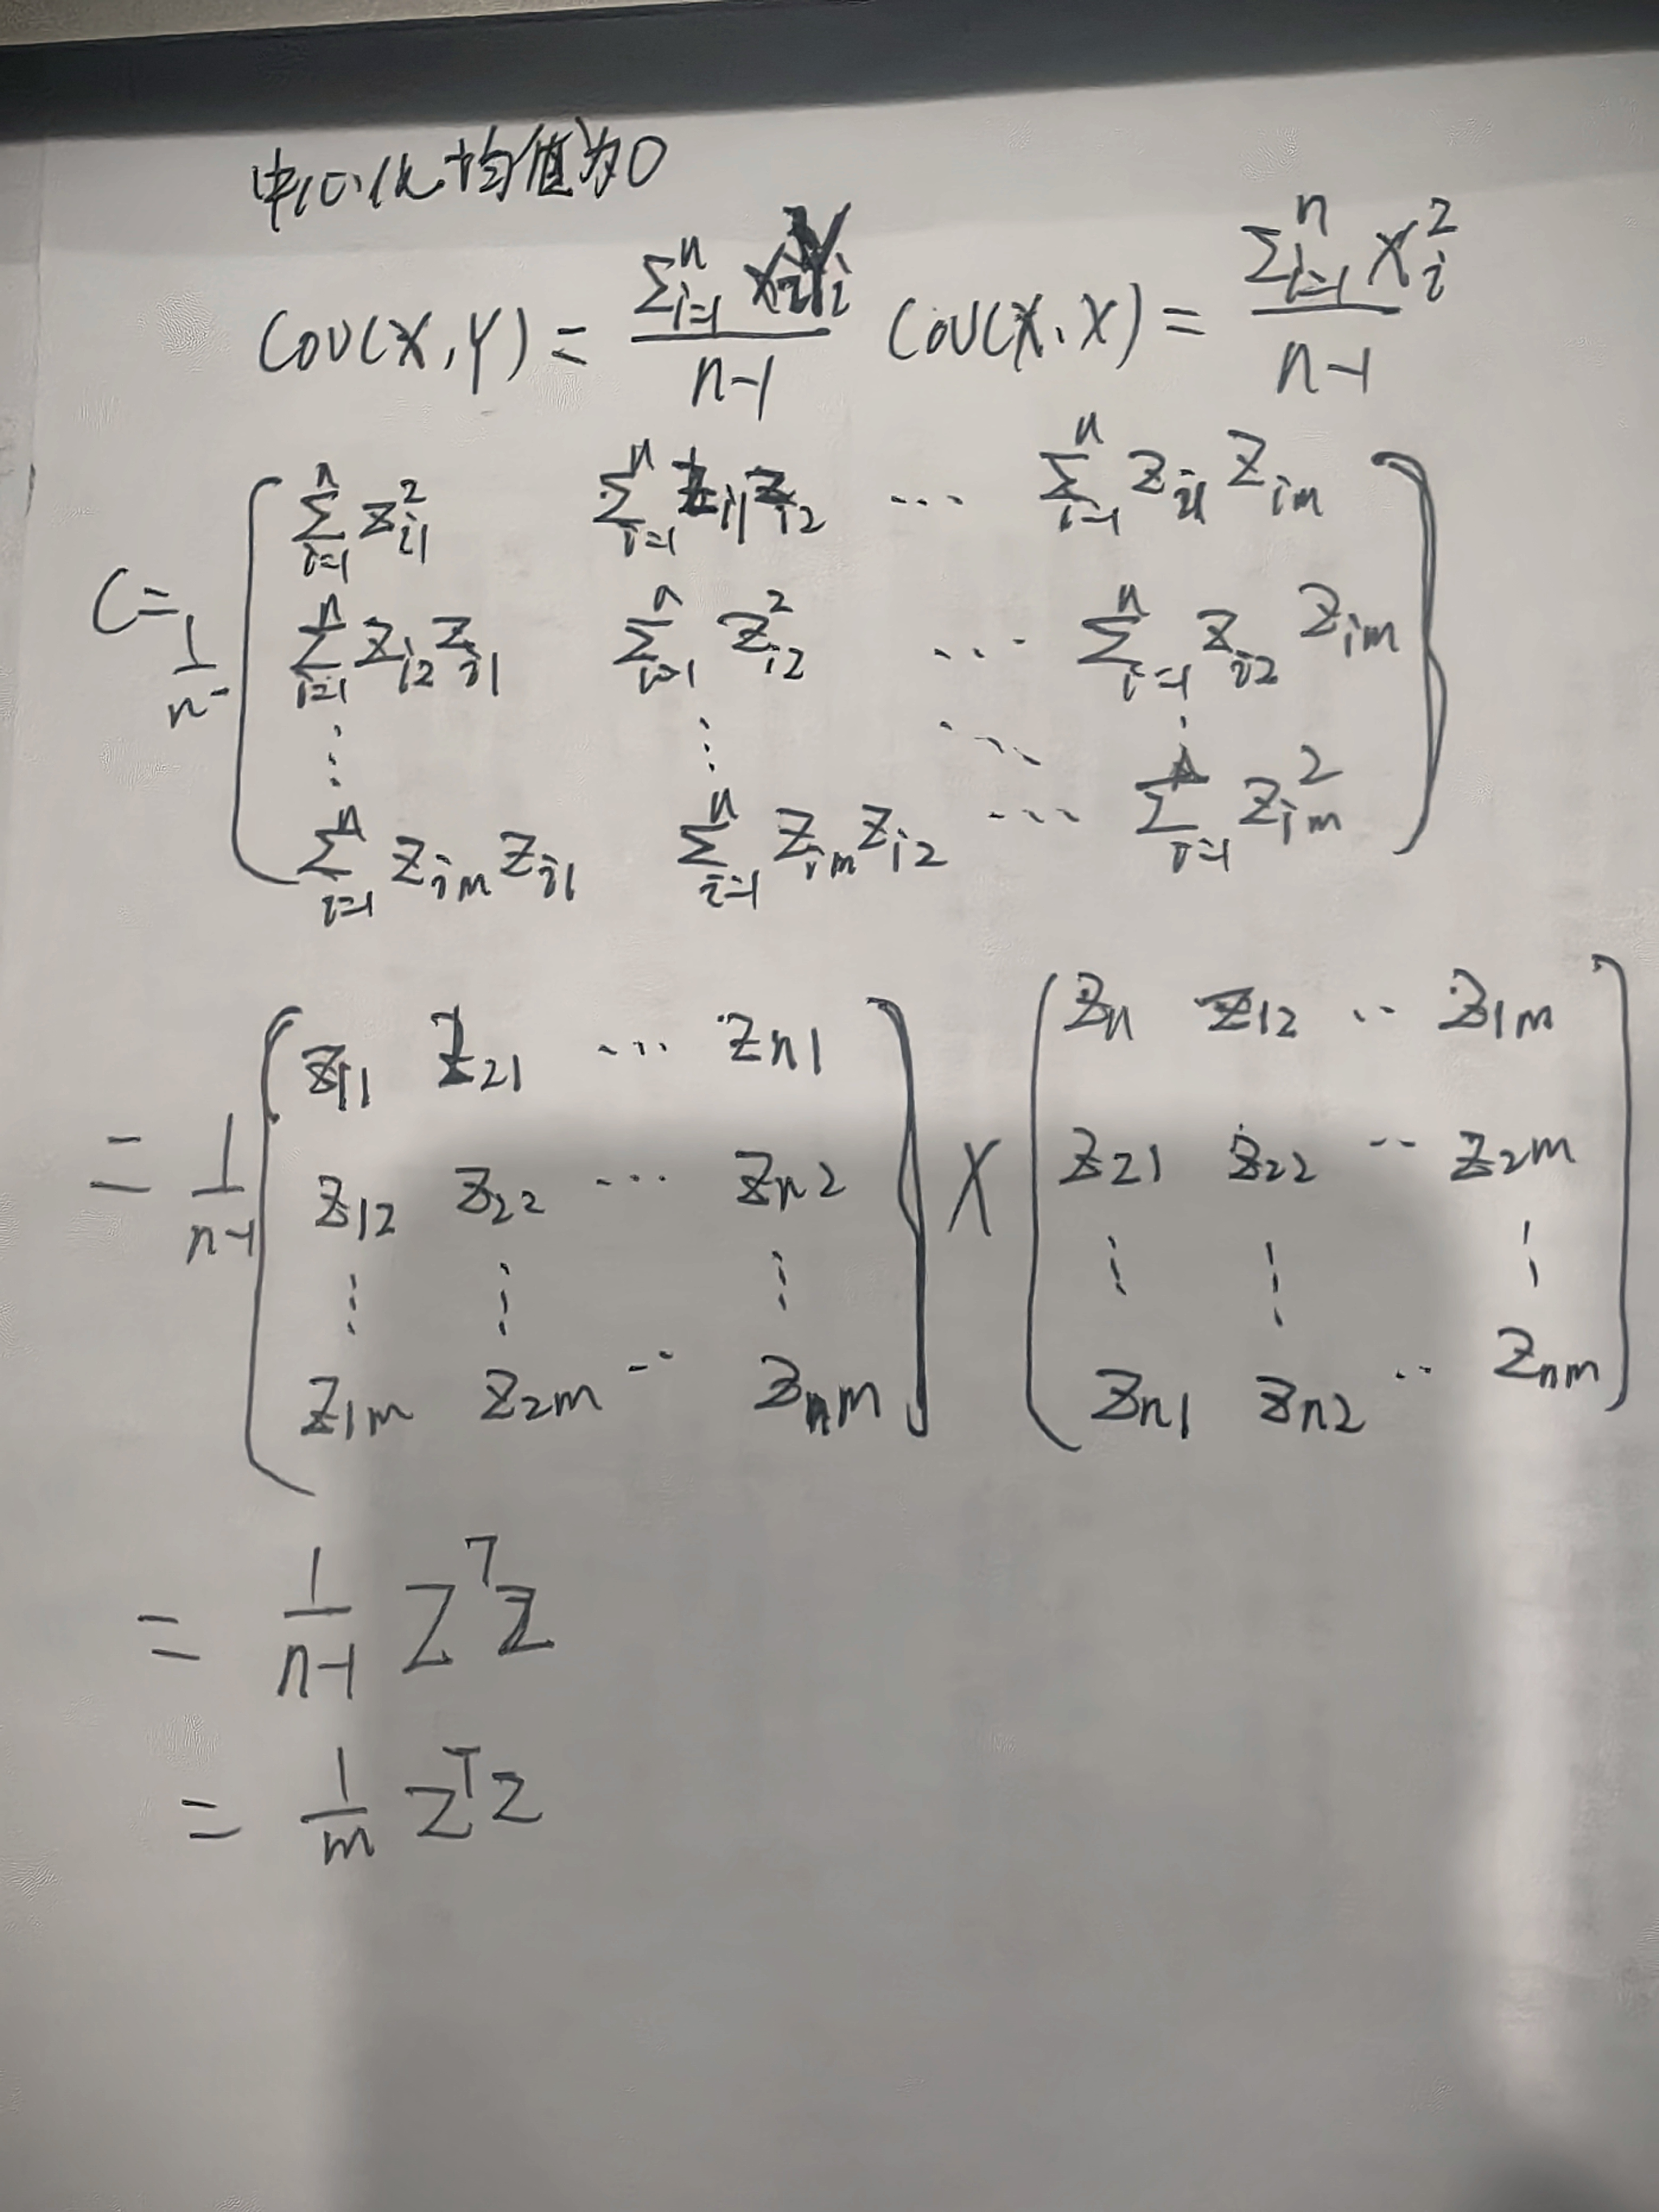 中心化均值为0
Cov(X,Y) = \frac{\sum_{i=1}^{n} x_i y_i}{n-1} Cov(X,X) = \frac{\sum_{i=1}^{n} x_i^2}{n-1}
C = \frac{1}{n-} \begin{pmatrix} \sum_{i=1}^{n} z_{i1}^2 & \sum_{i=1}^{n} z_{i1} z_{i2} & \cdots & \sum_{i=1}^{n} z_{i1} z_{im} \\ \sum_{i=1}^{n} z_{i2} z_{i1} & \sum_{i=1}^{n} z_{i2}^2 & \cdots & \sum_{i=1}^{n} z_{i2} z_{im} \\ \vdots & \vdots & \ddots & \vdots \\ \sum_{i=1}^{n} z_{im} z_{i1} & \sum_{i=1}^{n} z_{im} z_{i2} & \cdots & \sum_{i=1}^{n} z_{im}^2 \end{pmatrix}
= \frac{1}{n-1} \begin{pmatrix} z_{11} & z_{21} & \cdots & z_{n1} \\ z_{12} & z_{22} & \cdots & z_{n2} \\ \vdots & \vdots & & \vdots \\ z_{1m} & z_{2m} & \cdots & z_{nm} \end{pmatrix} \times \begin{pmatrix} z_{11} & z_{12} & \cdots & z_{1m} \\ z_{21} & z_{22} & \cdots & z_{2m} \\ \vdots & \vdots & & \vdots \\ z_{n1} & z_{n2} & \cdots & z_{nm} \end{pmatrix}
= \frac{1}{n-1} Z^T Z
= \frac{1}{m} Z^T Z